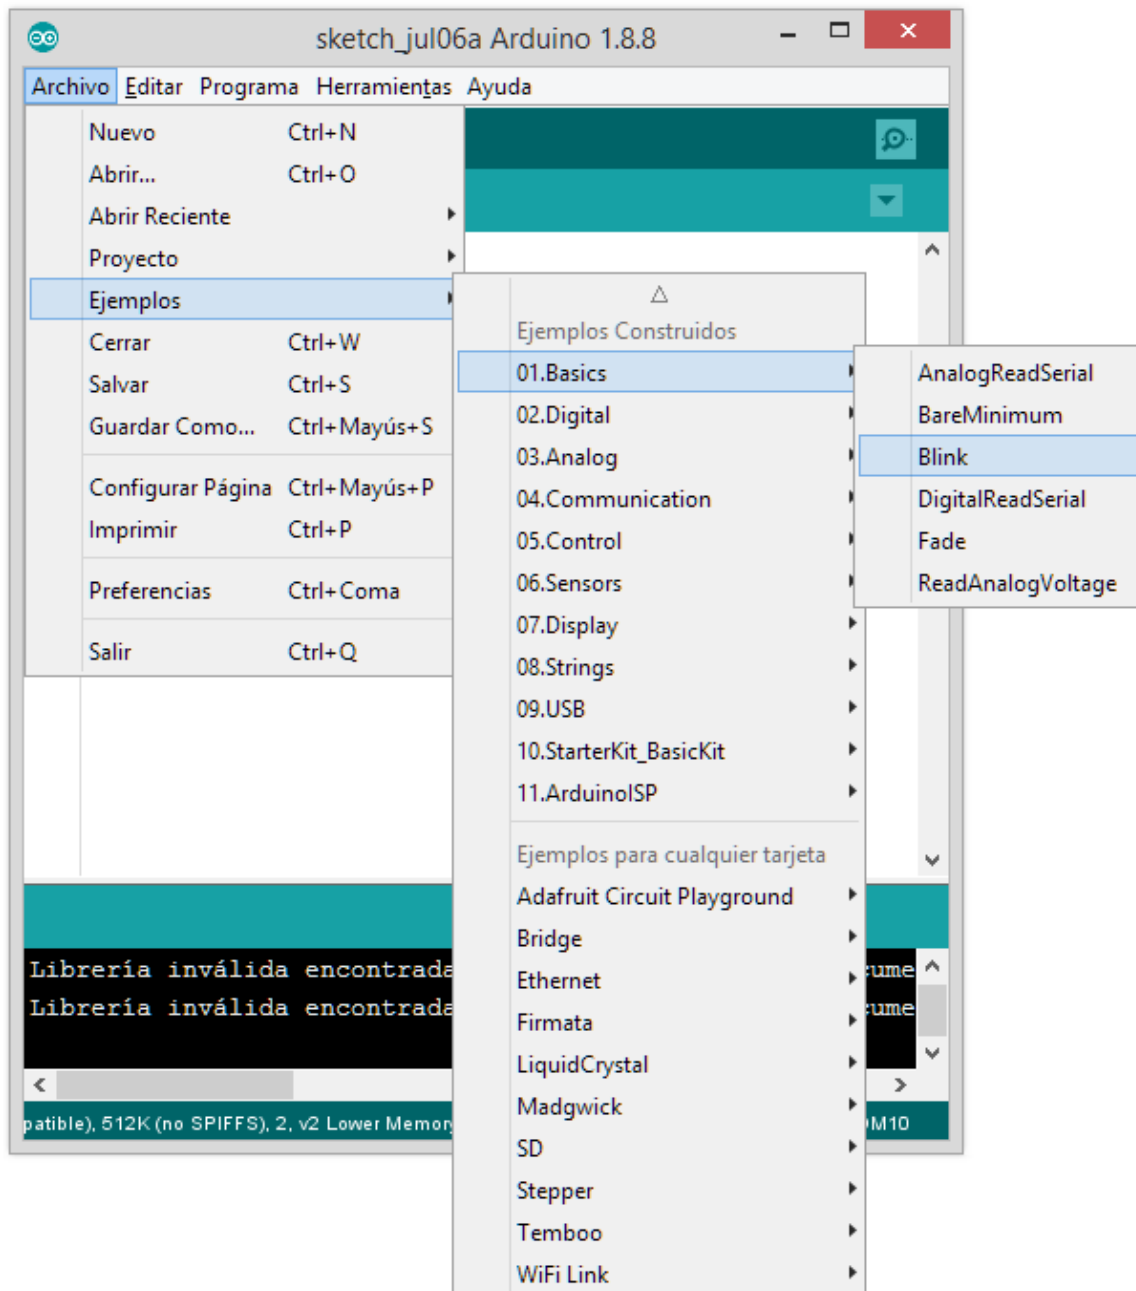 sketch_jul06a Arduino 1.8.8
Archivo Editar Programa Herramientas Ayuda
Nuevo Ctrl+N
Abrir... Ctrl+O
Abrir Reciente
Proyecto
Ejemplos
Cerrar Ctrl+W
Salvar Ctrl+S
Guardar Como... Ctrl+Mayús+S
Configurar Página Ctrl+Mayús+P
Imprimir Ctrl+P
Preferencias Ctrl+Coma
Salir Ctrl+Q
Ejemplos Construidos
01.Basics
02.Digital
03.Analog
04.Communication
05.Control
06.Sensors
07.Display
08.Strings
09.USB
10.StarterKit_BasicKit
11.ArduinoISP
Ejemplos para cualquier tarjeta
Adafruit Circuit Playground
Bridge
Ethernet
Firmata
LiquidCrystal
Madgwick
SD
Stepper
Temboo
WiFi Link
AnalogReadSerial
BareMinimum
Blink
DigitalReadSerial
Fade
ReadAnalogVoltage
Librería inválida encontrada cume
Librería inválida encontrada cume
patible), 512K (no SPIFFS), 2, v2 Lower Memory OM10